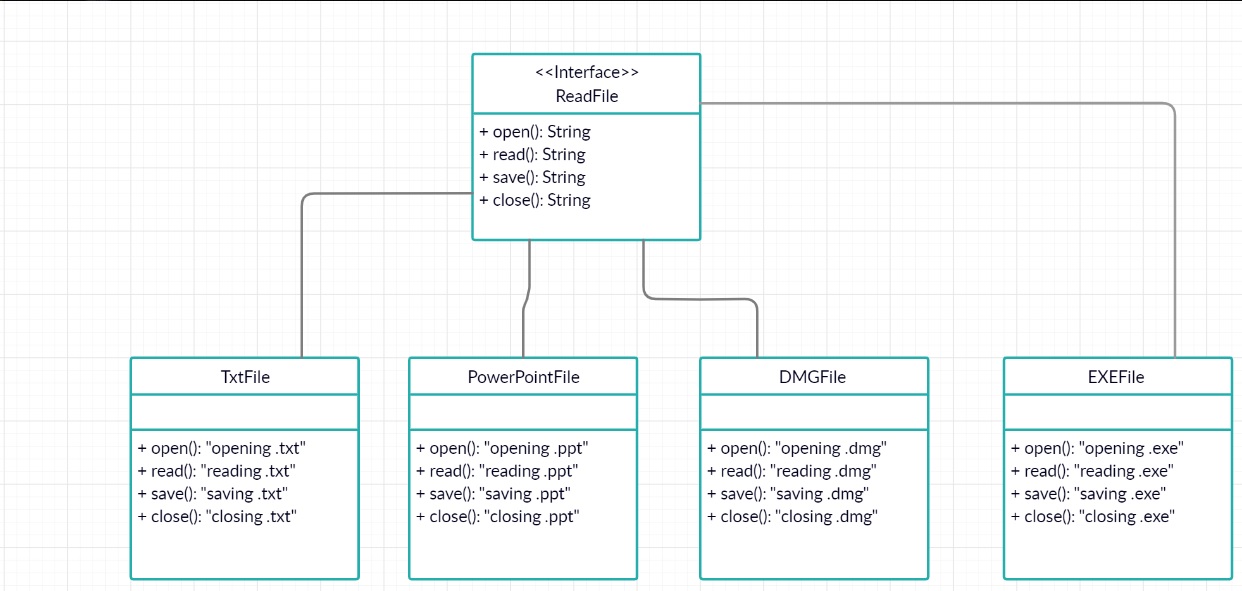 <<Interface>>
ReadFile
+ open(): String
+ read(): String
+ save(): String
+ close(): String
TxtFile
+ open(): "opening .txt"
+ read(): "reading .txt"
+ save(): "saving .txt"
+ close(): "closing .txt"
PowerPointFile
+ open(): "opening .ppt"
+ read(): "reading .ppt"
+ save(): "saving .ppt"
+ close(): "closing .ppt"
DMGFile
+ open(): "opening .dmg"
+ read(): "reading .dmg"
+ save(): "saving .dmg"
+ close(): "closing .dmg"
EXEFile
+ open(): "opening .exe"
+ read(): "reading .exe"
+ save(): "saving .exe"
+ close(): "closing .exe"